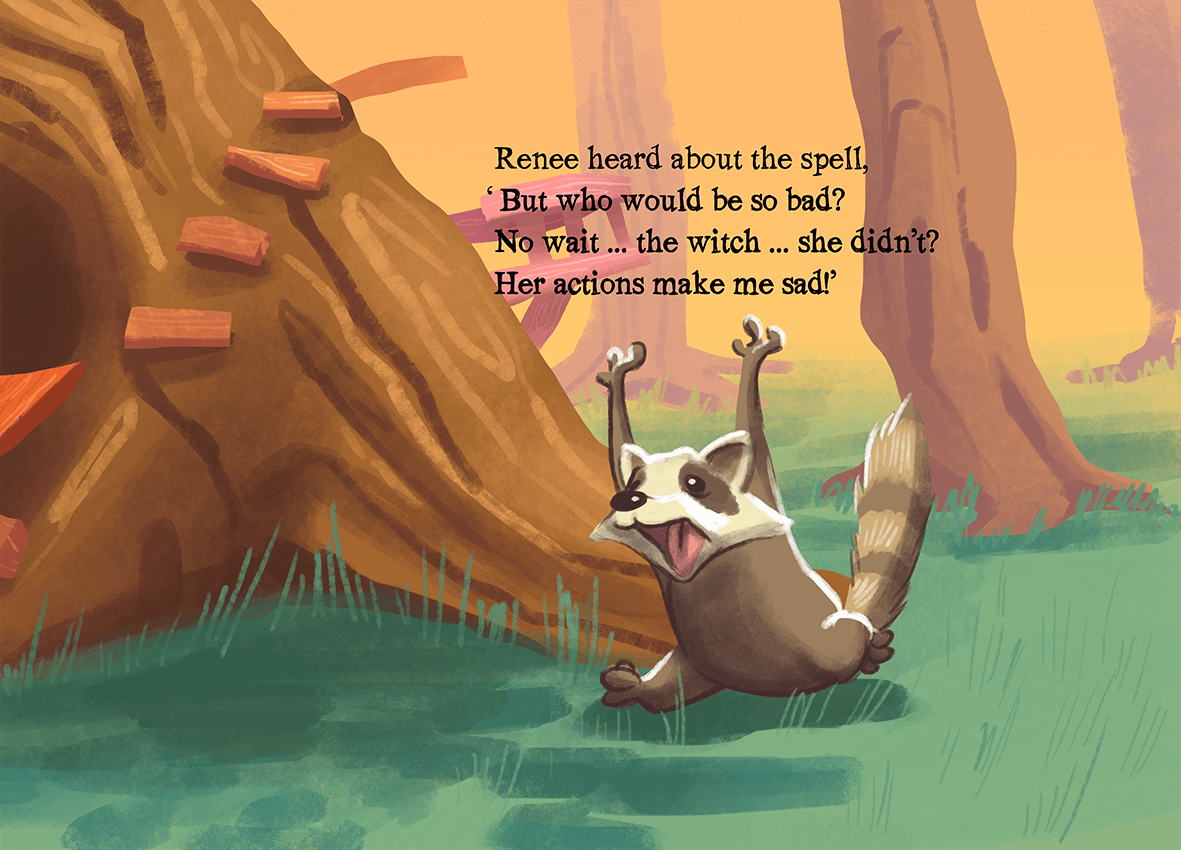 Renee heard about the spell,
‘ But who would be so bad?
No wait ... the witch ... she didn’t?
Her actions make me sad!’